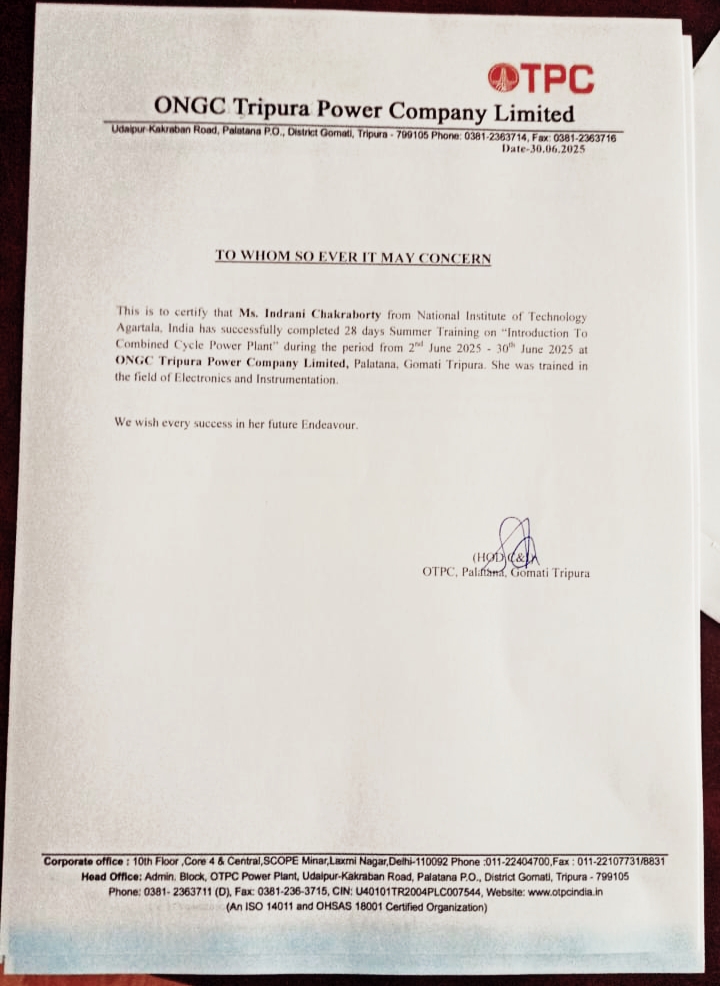 OTPC
ONGC Tripura Power Company Limited
Udaipur-Kakraban Road, Palatana P.O., District Gomati, Tripura - 799105 Phone: 0381-2363714, Fax: 0381-2363716
Date-30.06.2025
TO WHOM SO EVER IT MAY CONCERN
This is to certify that Ms. Indrani Chakraborty from National Institute of Technology
Agartala, India has successfully completed 28 days Summer Training on “Introduction To
Combined Cycle Power Plant” during the period from 2nd June 2025 - 30th June 2025 at
ONGC Tripura Power Company Limited, Palatana, Gomati Tripura. She was trained in
the field of Electronics and Instrumentation.
We wish every success in her future Endeavour.
(HOD) C&I
OTPC, Palatana, Gomati Tripura
Corporate office : 10th Floor ,Core 4 & Central,SCOPE Minar,Laxmi Nagar,Delhi-110092 Phone :011-22404700,Fax : 011-22107731/8831
Head Office: Admin. Block, OTPC Power Plant, Udaipur-Kakraban Road, Palatana P.O., District Gomati, Tripura - 799105
Phone: 0381- 2363711 (D), Fax: 0381-236-3715, CIN: U40101TR2004PLC007544, Website: www.otpcindia.in
(An ISO 14011 and OHSAS 18001 Certified Organization)